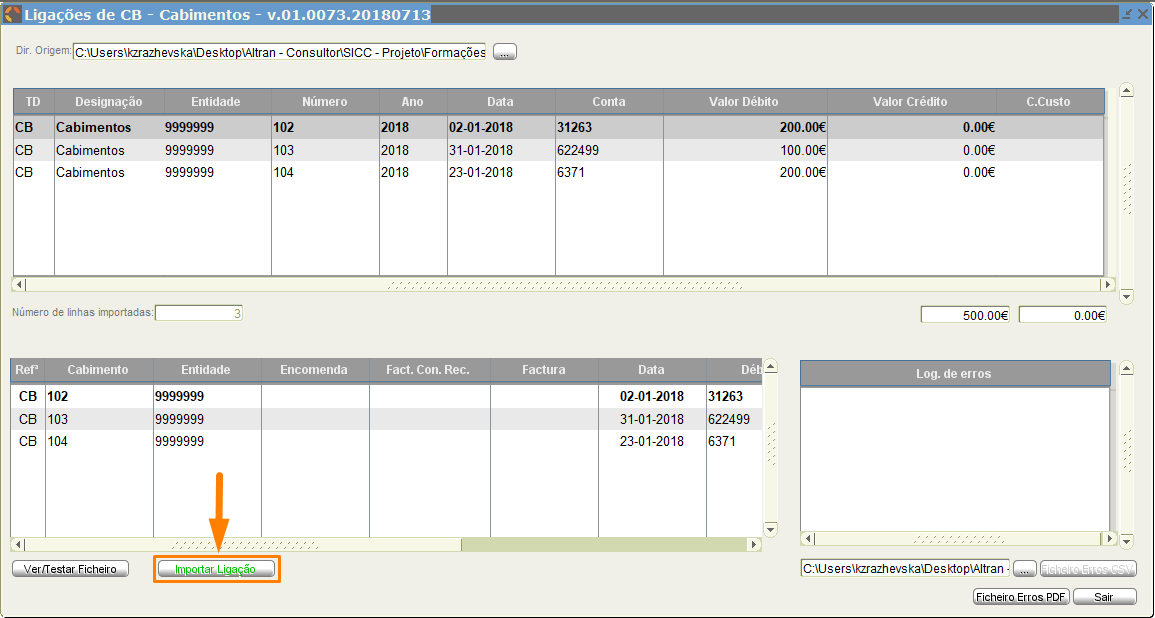 Ligações de CB - Cabimentos - v.01.0073.20180713
Dir. Origem: C:\Users\kzrazhevska\Desktop\Altran - Consultor\SICC - Projeto\Formações ...
TD Designação Entidade Número Ano Data Conta Valor Débito Valor Crédito C.Custo
CB Cabimentos 9999999 102 2018 02-01-2018 31263 200.00€ 0.00€
CB Cabimentos 9999999 103 2018 31-01-2018 622499 100.00€ 0.00€
CB Cabimentos 9999999 104 2018 23-01-2018 6371 200.00€ 0.00€
Número de linhas importadas: 3 500.00€ 0.00€
Refª Cabimento Entidade Encomenda Fact. Con. Rec. Factura Data Déb
CB 102 9999999 02-01-2018 31263
CB 103 9999999 31-01-2018 622499
CB 104 9999999 23-01-2018 6371
Log. de erros
Ver/Testar Ficheiro Importar Ligação
C:\Users\kzrazhevska\Desktop\Altran - ... Ficheiro Erros CSV
Ficheiro Erros PDF Sair